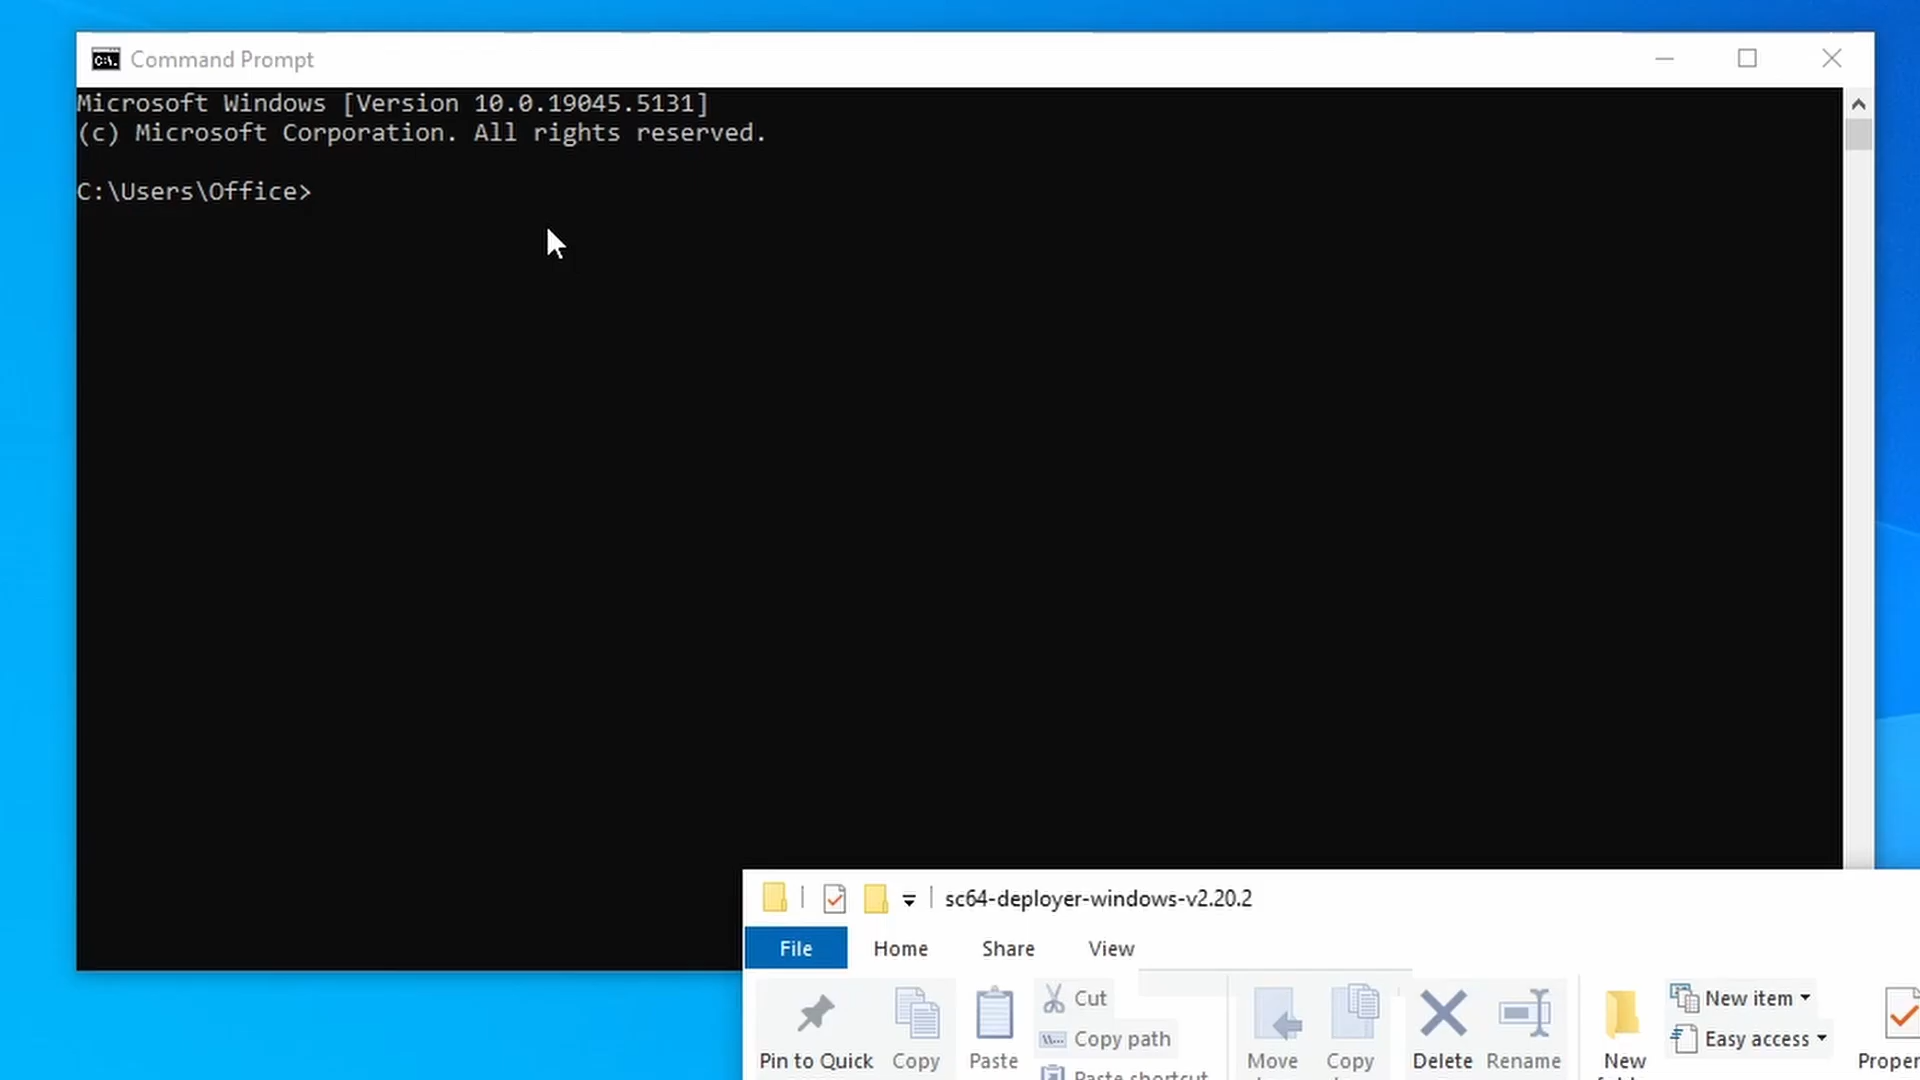 Command Prompt
Microsoft Windows [Version 10.0.19045.5131]
(c) Microsoft Corporation. All rights reserved.
C:\Users\Office>
sc64-deployer-windows-v2.20.2
File Home Share View
Cut
New item
Copy path
Easy access
Pin to Quick Copy Paste Move Copy Delete Rename New Proper
Paste shortcut